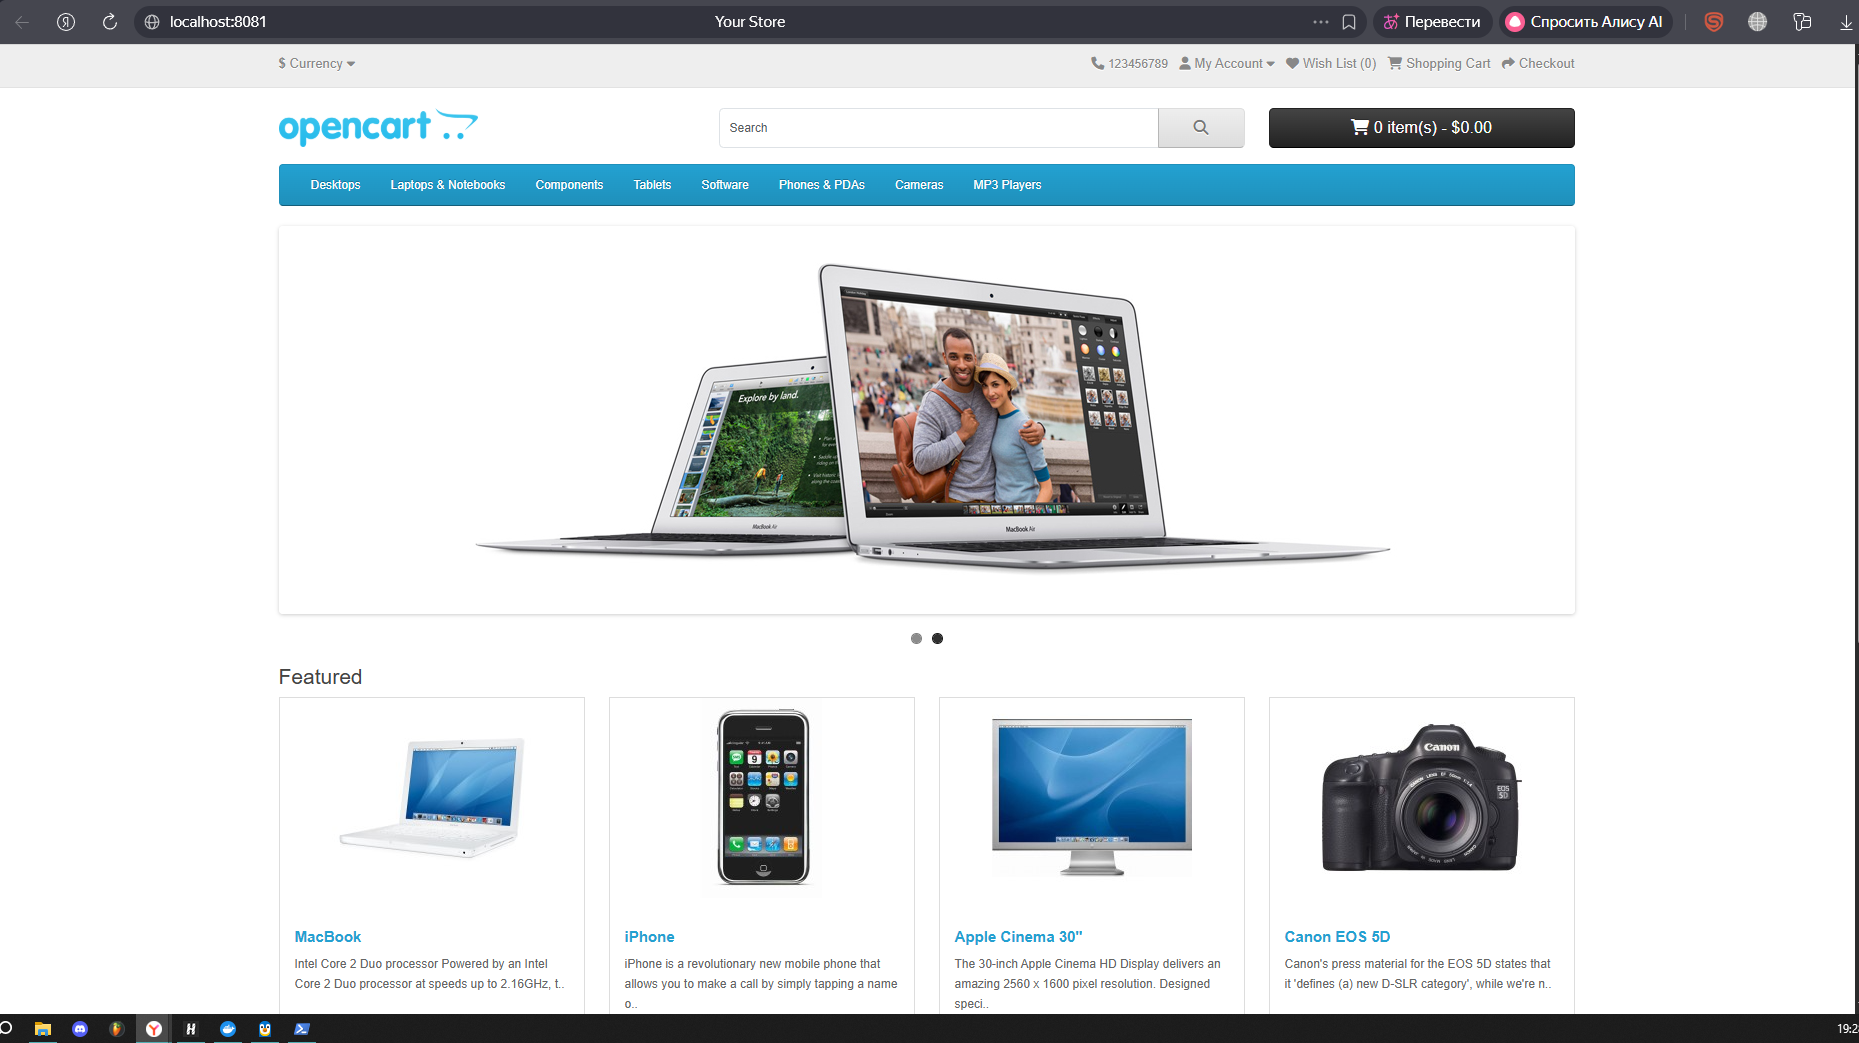 localhost:8081
Your Store
Перевести
Спросить Алису AI
$ Currency
123456789
My Account
Wish List (0)
Shopping Cart
Checkout
opencart
Search
0 item(s) - $0.00
Desktops
Laptops & Notebooks
Components
Tablets
Software
Phones & PDAs
Cameras
MP3 Players
Explore by land.
MacBook Air
MacBook Air
Featured
Canon
EOS
5D
MacBook
Intel Core 2 Duo processor Powered by an Intel
Core 2 Duo processor at speeds up to 2.16GHz, t..
iPhone
iPhone is a revolutionary new mobile phone that
allows you to make a call by simply tapping a name
o..
Apple Cinema 30"
The 30-inch Apple Cinema HD Display delivers an
amazing 2560 x 1600 pixel resolution. Designed
speci..
Canon EOS 5D
Canon's press material for the EOS 5D states that
it 'defines (a) new D-SLR category', while we're n..